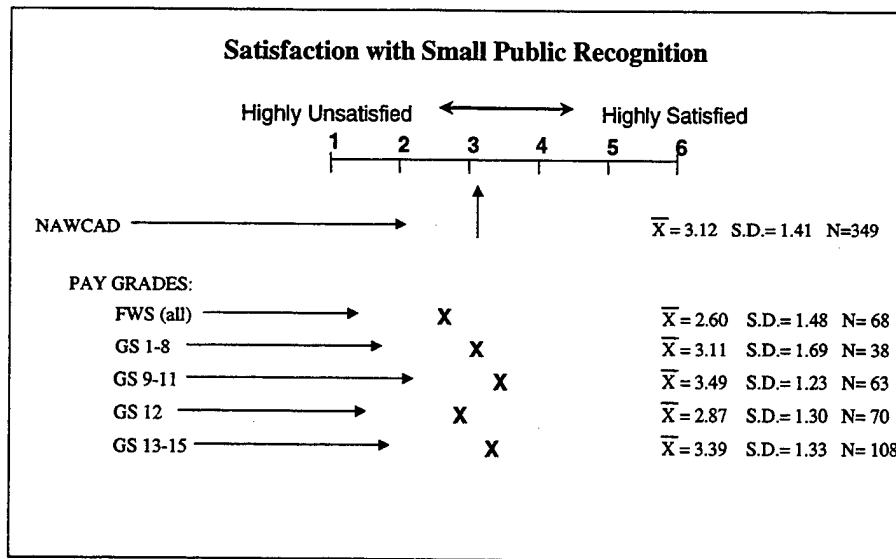 Satisfaction with Small Public Recognition
Highly Unsatisfied Highly Satisfied
1 2 3 4 5 6
NAWCAD X̄ = 3.12 S.D.= 1.41 N=349
PAY GRADES:
FWS (all) X X̄ = 2.60 S.D.= 1.48 N= 68
GS 1-8 X X̄ = 3.11 S.D.= 1.69 N= 38
GS 9-11 X X̄ = 3.49 S.D.= 1.23 N= 63
GS 12 X X̄ = 2.87 S.D.= 1.30 N= 70
GS 13-15 X X̄ = 3.39 S.D.= 1.33 N= 108